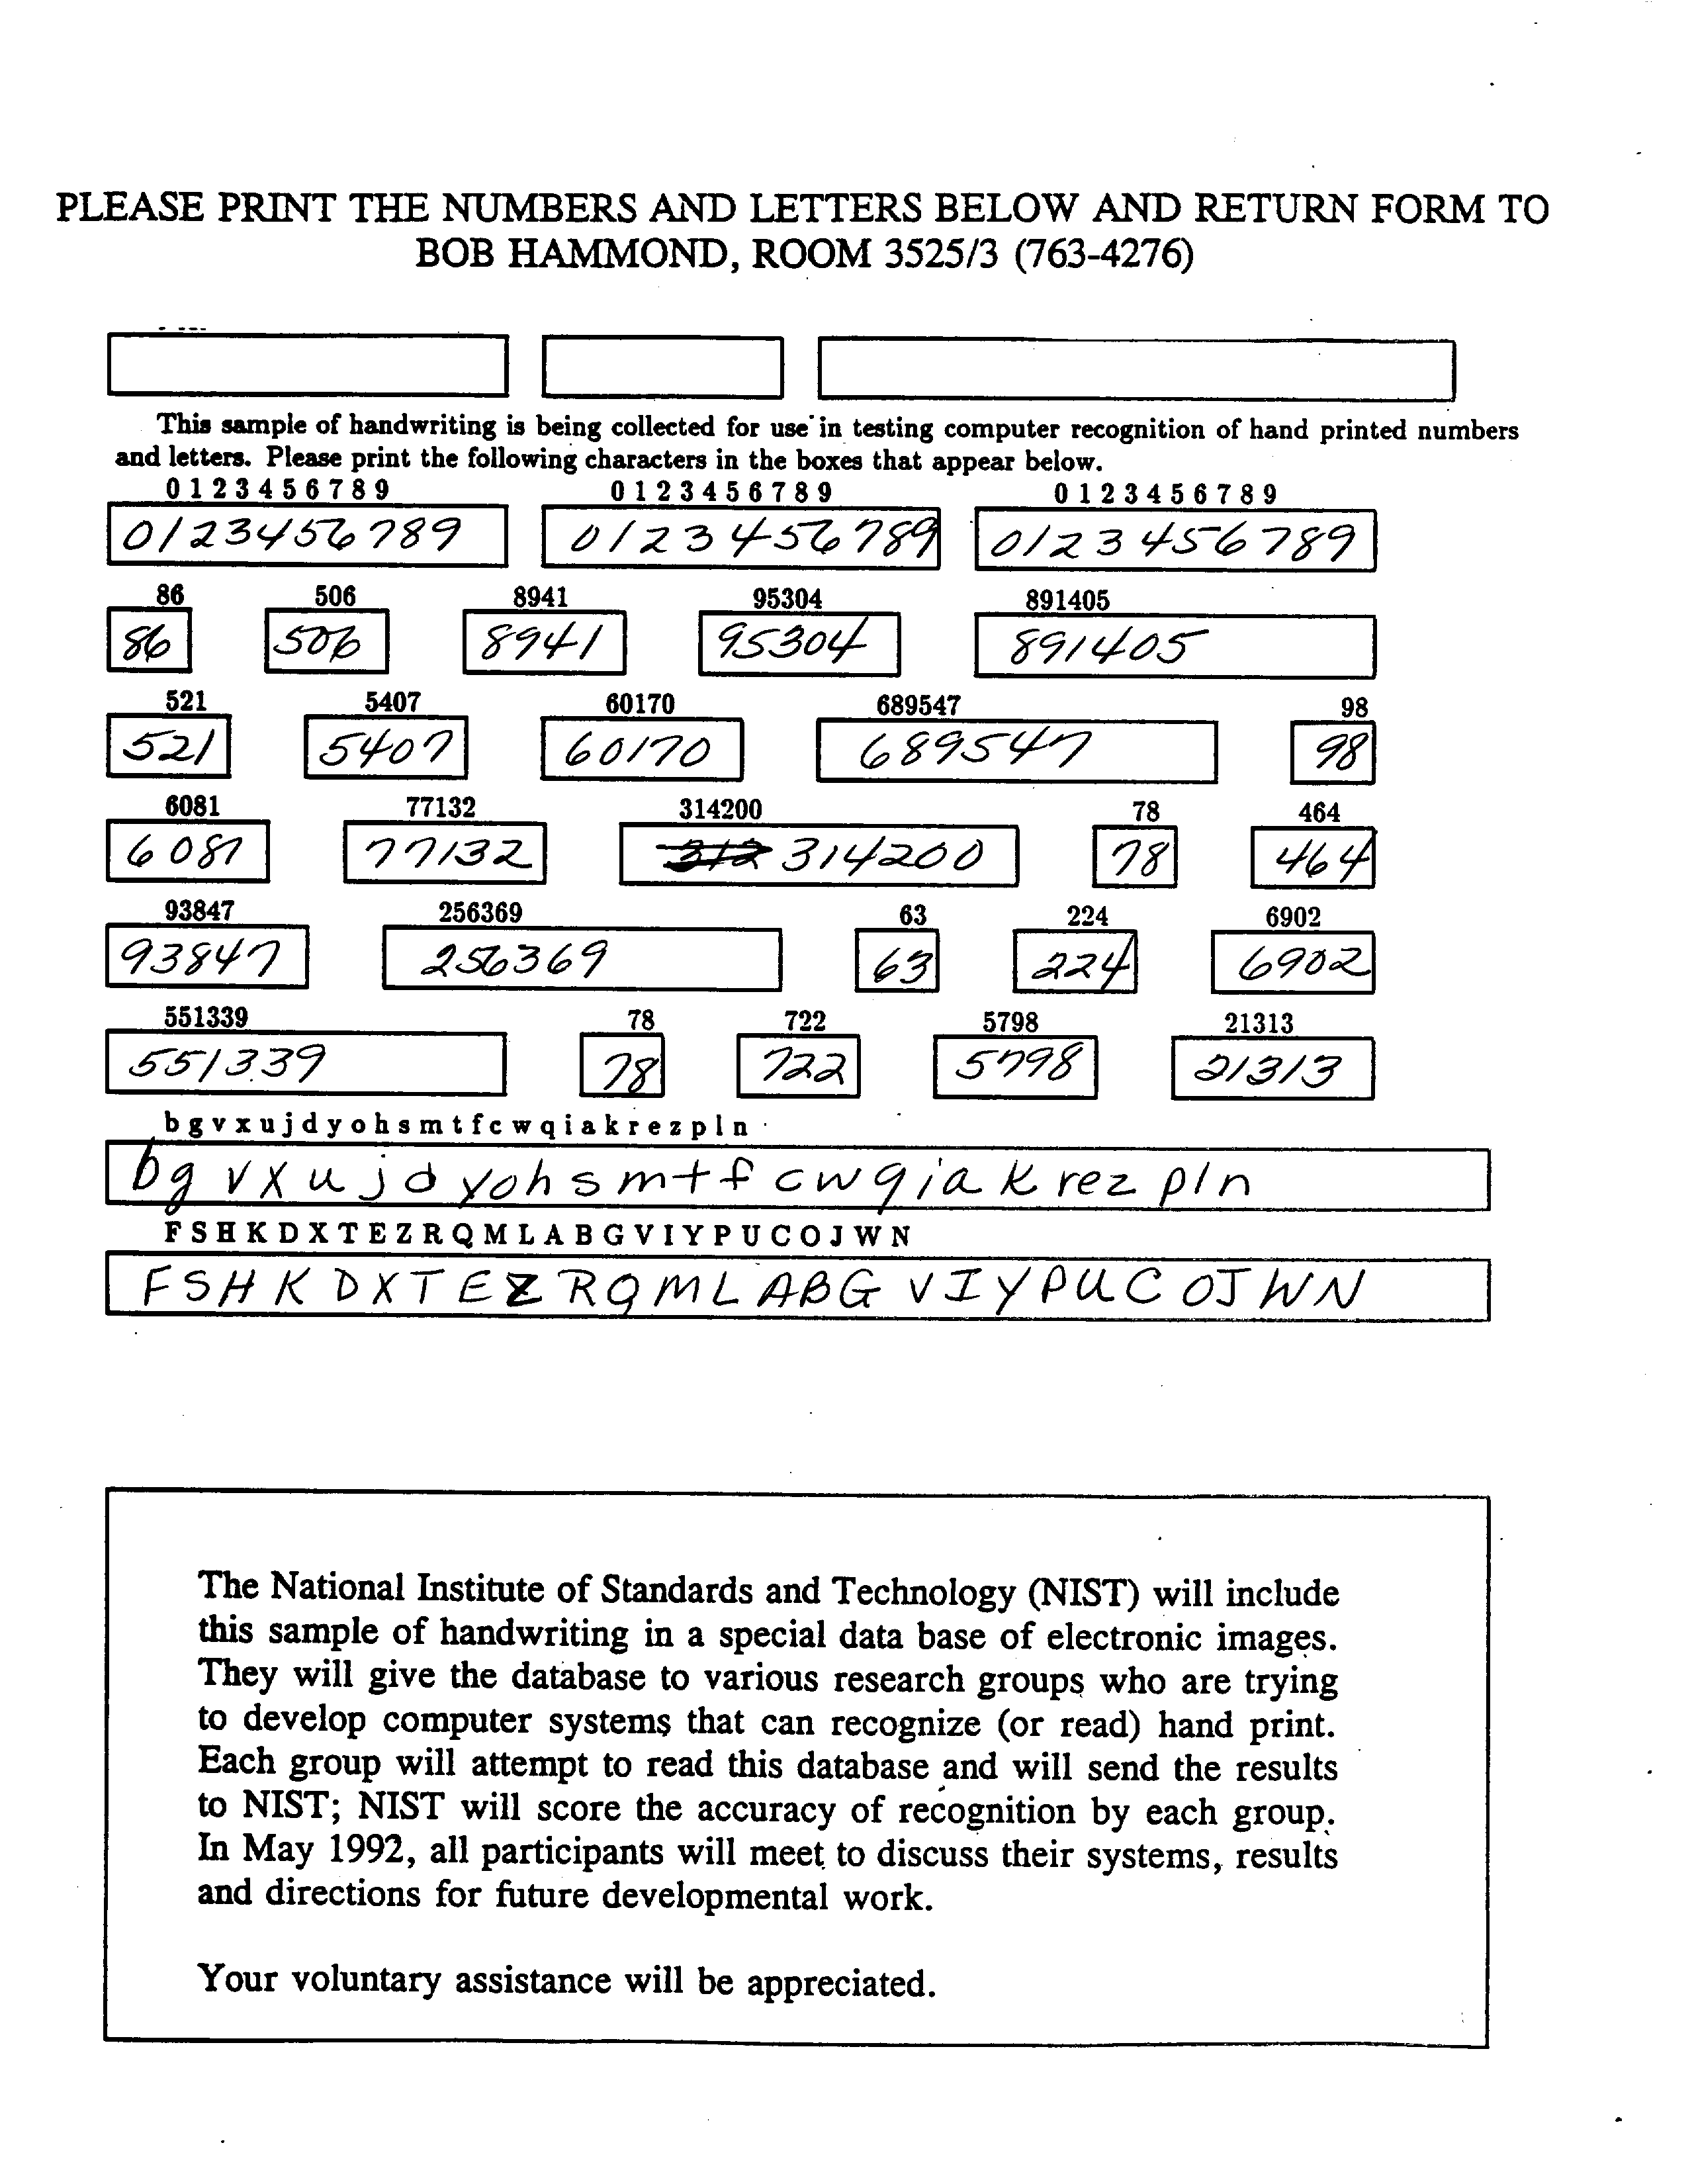 PLEASE PRINT THE NUMBERS AND LETTERS BELOW AND RETURN FORM TO
BOB HAMMOND, ROOM 3525/3 (763-4276)
This sample of handwriting is being collected for use in testing computer recognition of hand printed numbers
and letters. Please print the following characters in the boxes that appear below.
0 1 2 3 4 5 6 7 8 9 0 1 2 3 4 5 6 7 8 9 0 1 2 3 4 5 6 7 8 9
0123456789 0123456789 0123456789
86 506 8941 95304 891405
86 506 8941 95304 891405
521 5407 60170 689547 98
521 5407 60170 689547 98
6081 77132 314200 78 464
6081 77132 312 314200 78 464
93847 256369 63 224 6902
93847 256369 63 224 6902
551339 78 722 5798 21313
551339 78 722 5798 21313
b g v x u j d y o h s m t f c w q i a k r e z p l n
b g v x u j d y o h s m t f c w q i a k r e z p l n
F S H K D X T E Z R Q M L A B G V I Y P U C O J W N
F S H K D X T E Z R Q M L A B G V I Y P U C O J W N
The National Institute of Standards and Technology (NIST) will include
this sample of handwriting in a special data base of electronic images.
They will give the database to various research groups who are trying
to develop computer systems that can recognize (or read) hand print.
Each group will attempt to read this database and will send the results
to NIST; NIST will score the accuracy of recognition by each group.
In May 1992, all participants will meet to discuss their systems, results
and directions for future developmental work.
Your voluntary assistance will be appreciated.